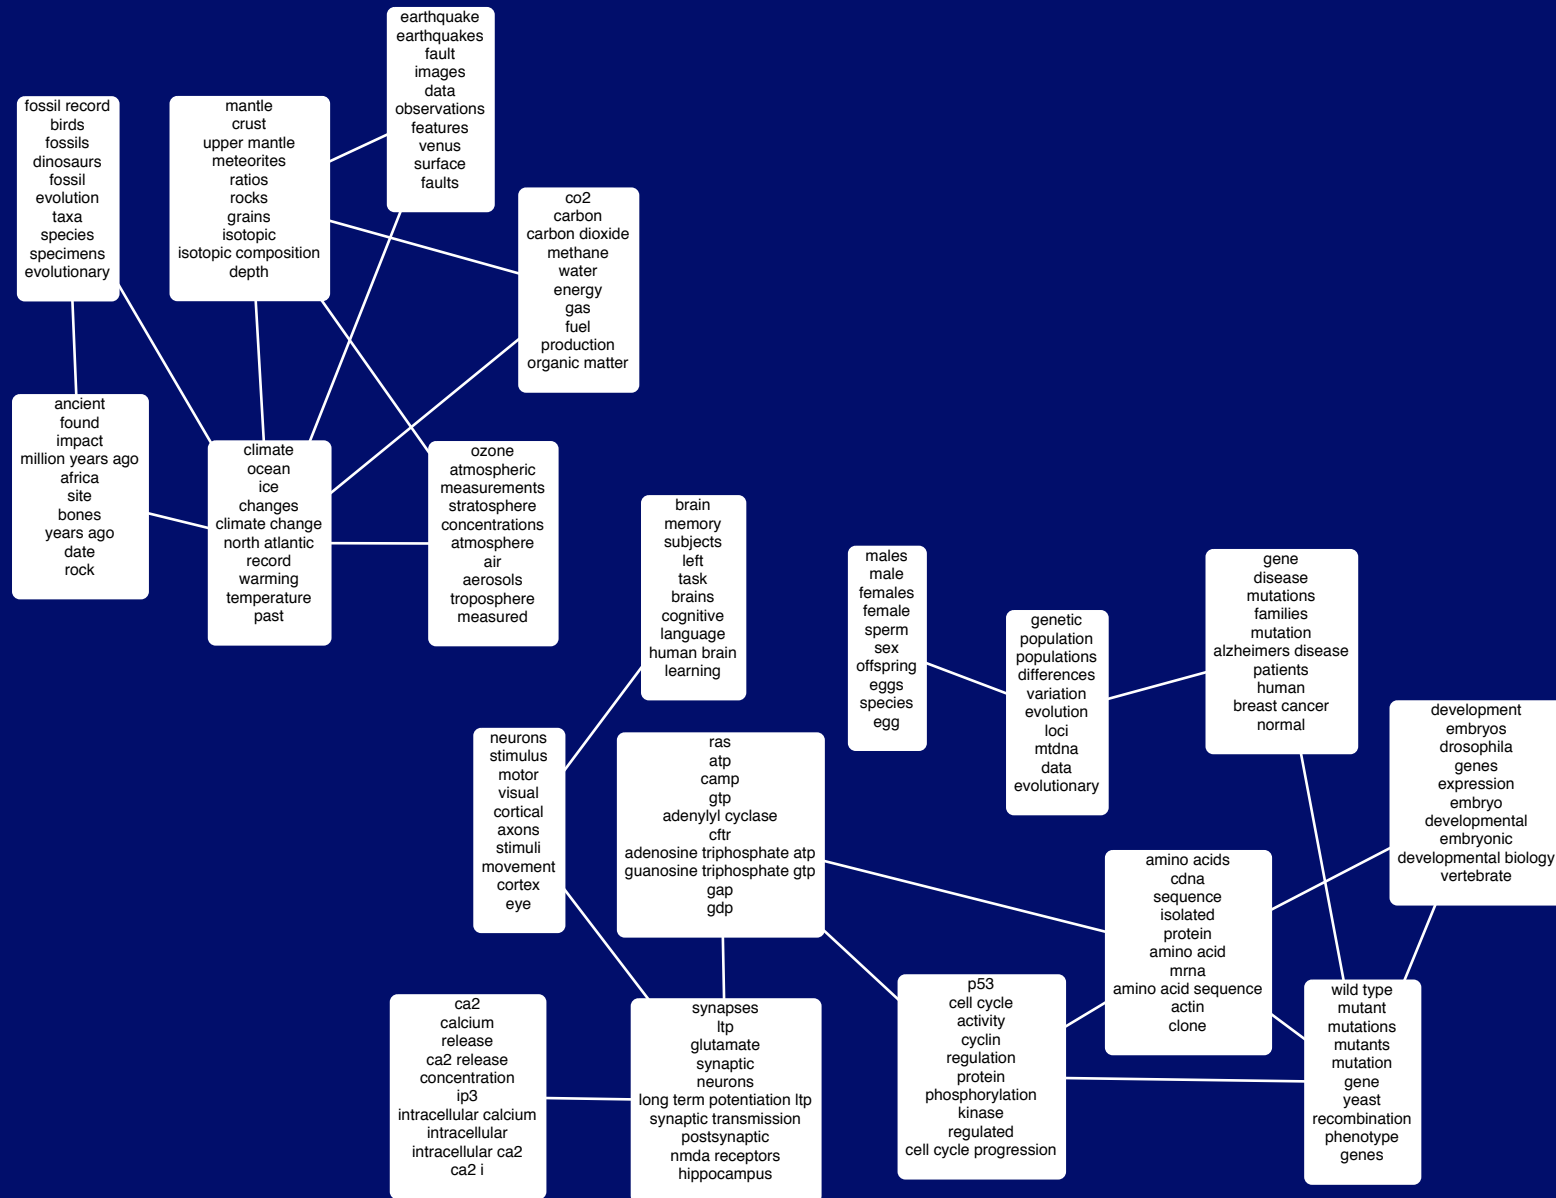 earthquake
earthquakes
fault
images
data
observations
features
venus
surface
faults
fossil record
birds
fossils
dinosaurs
fossil
evolution
taxa
species
specimens
evolutionary
mantle
crust
upper mantle
meteorites
ratios
rocks
grains
isotopic
isotopic composition
depth
co2
carbon
carbon dioxide
methane
water
energy
gas
fuel
production
organic matter
ancient
found
impact
million years ago
africa
site
bones
years ago
date
rock
climate
ocean
ice
changes
climate change
north atlantic
record
warming
temperature
past
ozone
atmospheric
measurements
stratosphere
concentrations
atmosphere
air
aerosols
troposphere
measured
brain
memory
subjects
left
task
brains
cognitive
language
human brain
learning
males
male
females
female
sperm
sex
offspring
eggs
species
egg
genetic
population
populations
differences
variation
evolution
loci
mtdna
data
evolutionary
gene
disease
mutations
families
mutation
alzheimers disease
patients
human
breast cancer
normal
development
embryos
drosophila
genes
expression
embryo
developmental
embryonic
developmental biology
vertebrate
neurons
stimulus
motor
visual
cortical
axons
stimuli
movement
cortex
eye
ras
atp
camp
gtp
adenylyl cyclase
cftr
adenosine triphosphate atp
guanosine triphosphate gtp
gap
gdp
amino acids
cdna
sequence
isolated
protein
amino acid
mrna
amino acid sequence
actin
clone
ca2
calcium
release
ca2 release
concentration
ip3
intracellular calcium
intracellular
intracellular ca2
ca2 i
synapses
ltp
glutamate
synaptic
neurons
long term potentiation ltp
synaptic transmission
postsynaptic
nmda receptors
hippocampus
p53
cell cycle
activity
cyclin
regulation
protein
phosphorylation
kinase
regulated
cell cycle progression
wild type
mutant
mutations
mutants
mutation
gene
yeast
recombination
phenotype
genes